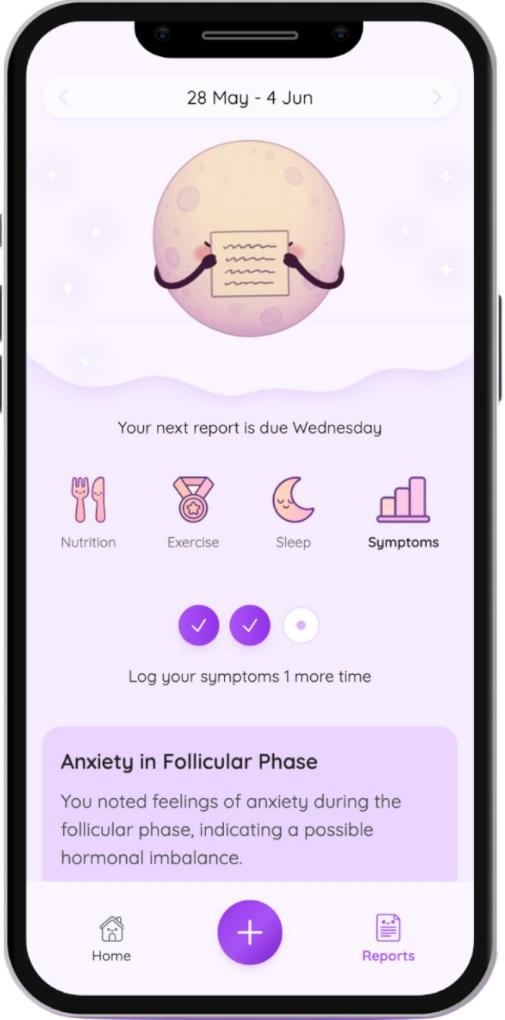 28 May - 4 Jun
Your next report is due Wednesday
Nutrition
Exercise
Sleep
Symptoms
Log your symptoms 1 more time
Anxiety in Follicular Phase
You noted feelings of anxiety during the
follicular phase, indicating a possible
hormonal imbalance.
Home
Reports